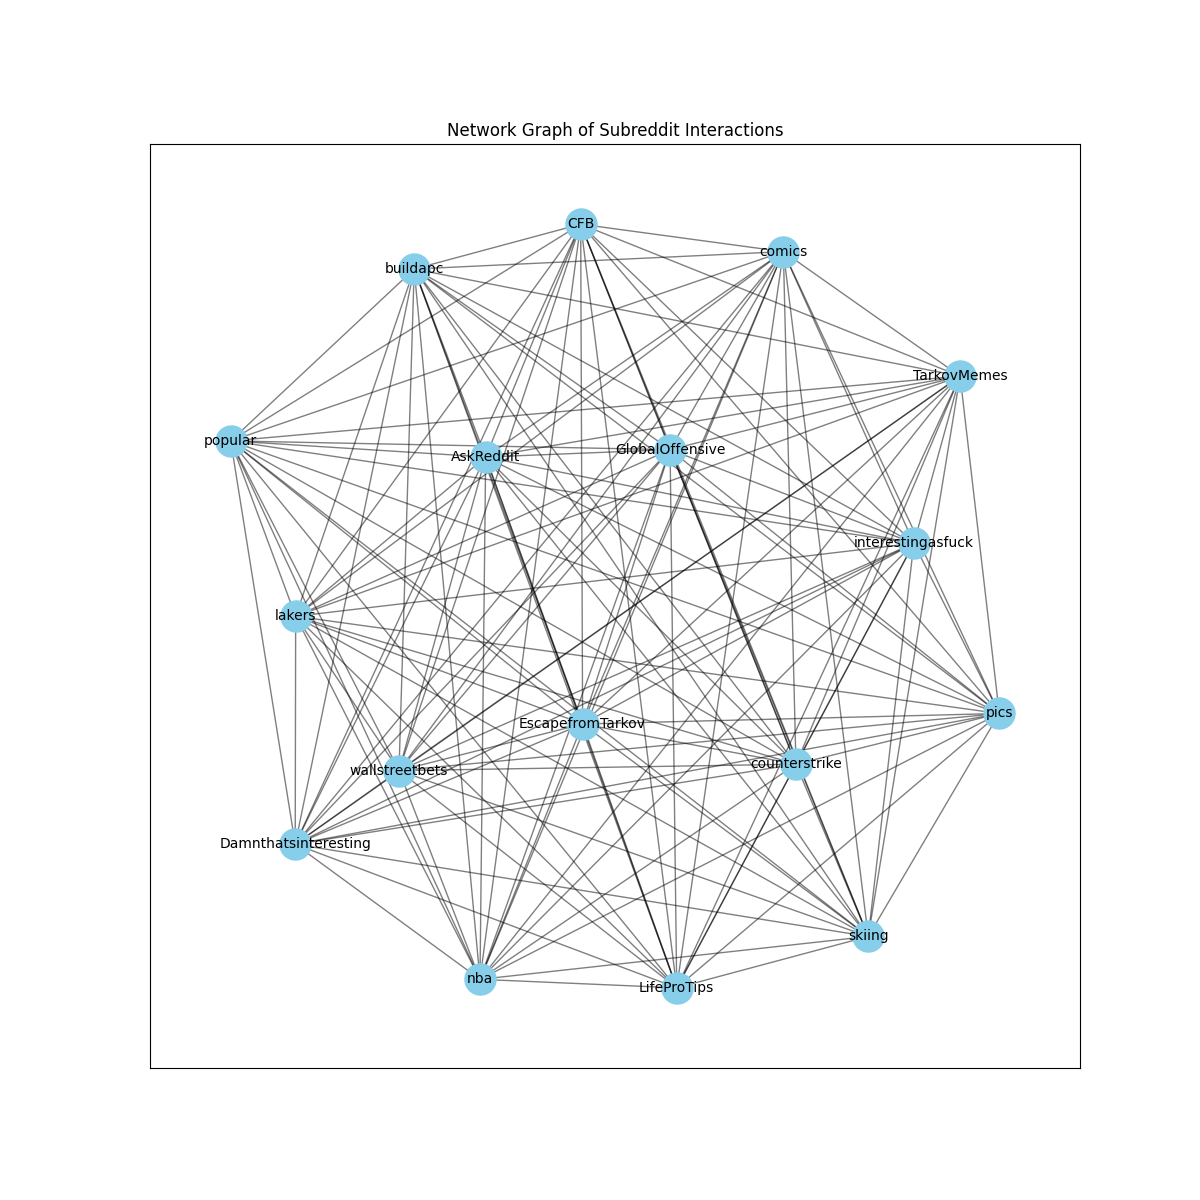 Network Graph of Subreddit Interactions
CFB
comics
buildapc
TarkovMemes
popular
GlobalOffensive
AskReddit
interestingasfuck
lakers
pics
EscapefromTarkov
counterstrike
wallstreetbets
Damnthatsinteresting
skiing
nba
LifeProTips